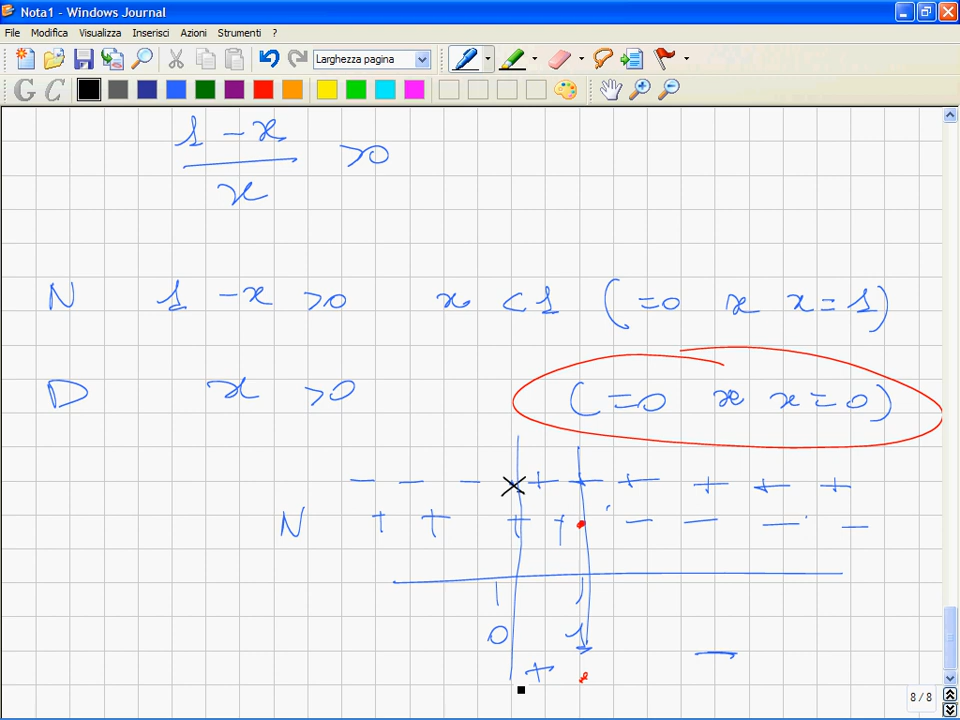 Nota1 - Windows Journal
File Modifica Visualizza Inserisci Azioni Strumenti ?
Larghezza pagina
G C
1 - x
x
>0
N 1 - x >0 x < 1 (=0 x x = 1)
D x >0 (=0 x x = 0)
- - - × + + + + + +
N + + + + - - - -
0 1
+ -
8 / 8